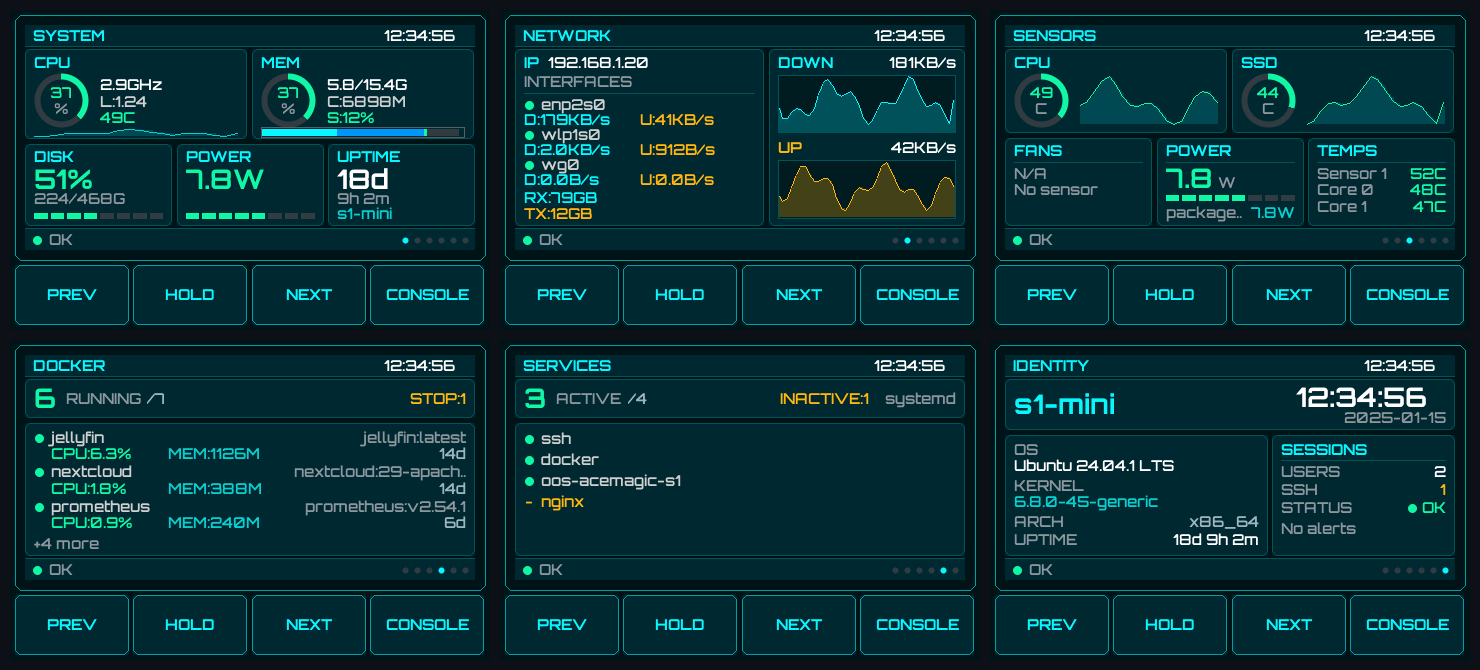 SYSTEM 12:34:56
CPU
37
%
2.9GHz
L:1.24
49C
MEM
37
%
5.8/15.4G
C:6898M
S:12%
DISK
51%
224/468G
POWER
7.8W
UPTIME
18d
9h 2m
s1-mini
OK
PREV HOLD NEXT CONSOLE
NETWORK 12:34:56
IP 192.168.1.20
INTERFACES
enp2s0
D:179KB/s U:41KB/s
wlp1s0
D:2.0KB/s U:912B/s
wg0
D:0.0B/s U:0.0B/s
RX:79GB
TX:12GB
DOWN 181KB/s
UP 42KB/s
OK
PREV HOLD NEXT CONSOLE
SENSORS 12:34:56
CPU
49
C
SSD
44
C
FANS
N/A
No sensor
POWER
7.8 W
package.. 7.8W
TEMPS
Sensor 1 52C
Core 0 48C
Core 1 47C
OK
PREV HOLD NEXT CONSOLE
DOCKER 12:34:56
6 RUNNING /7 STOP:1
jellyfin jellyfin:latest
CPU:6.3% MEM:1126M 14d
nextcloud nextcloud:29-apach..
CPU:1.8% MEM:388M 14d
prometheus prometheus:v2.54.1
CPU:0.9% MEM:240M 6d
+4 more
OK
PREV HOLD NEXT CONSOLE
SERVICES 12:34:56
3 ACTIVE /4 INACTIVE:1 systemd
ssh
docker
oos-acemagic-s1
- nginx
OK
PREV HOLD NEXT CONSOLE
IDENTITY 12:34:56
s1-mini 12:34:56
2025-01-15
OS
Ubuntu 24.04.1 LTS
KERNEL
6.8.0-45-generic
ARCH x86_64
UPTIME 18d 9h 2m
SESSIONS
USERS 2
SSH 1
STATUS OK
No alerts
OK
PREV HOLD NEXT CONSOLE